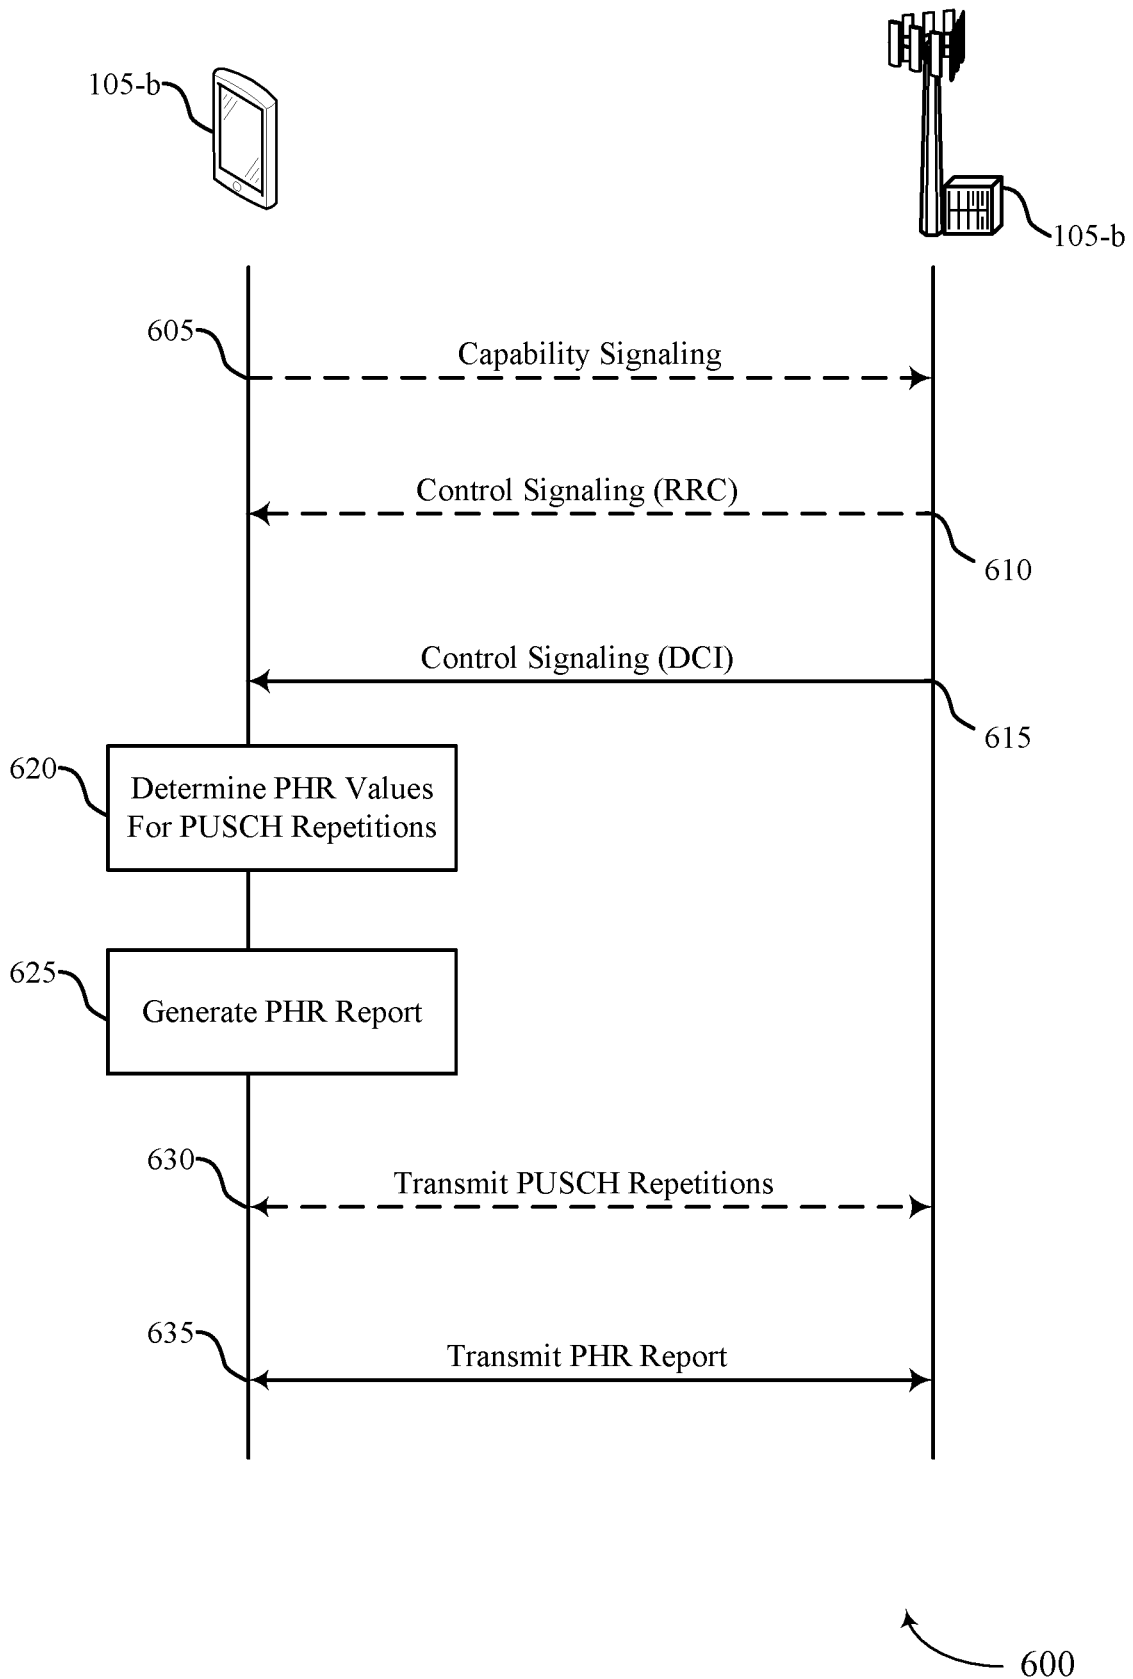 105-b
105-b
605
Capability Signaling
Control Signaling (RRC)
610
Control Signaling (DCI)
615
620
Determine PHR Values
For PUSCH Repetitions
625
Generate PHR Report
630
Transmit PUSCH Repetitions
635
Transmit PHR Report
600